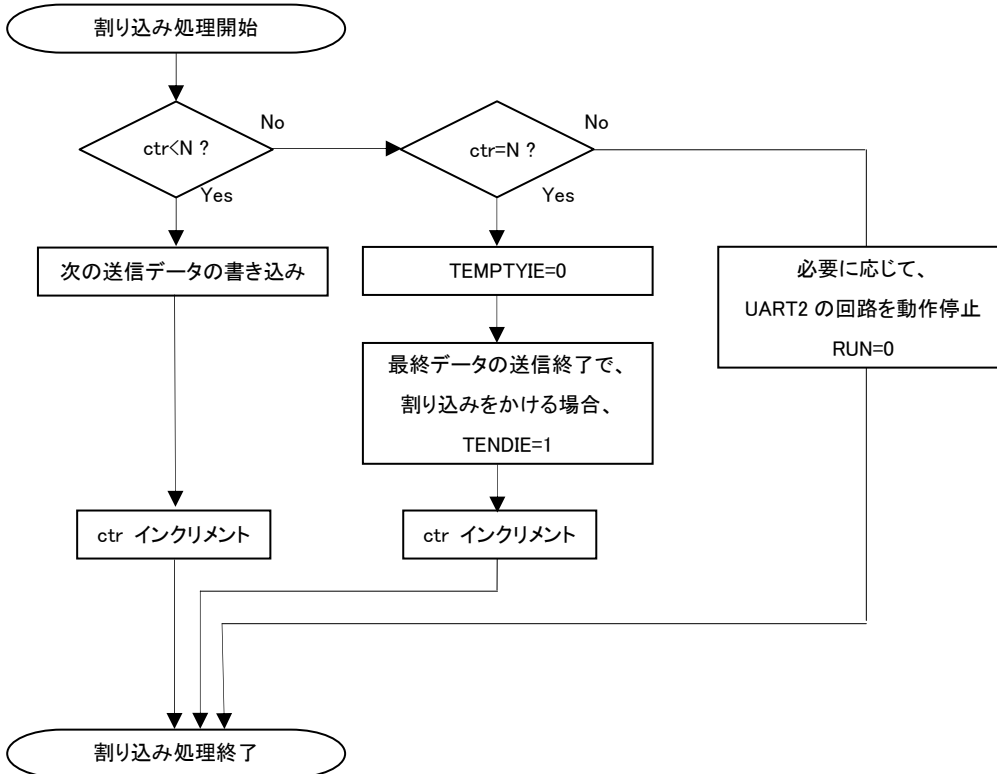 割り込み処理開始
ctr<N ?
No
Yes
ctr=N ?
No
Yes
次の送信データの書き込み
TEMPTYIE=0
最終データの送信終了で、
割り込みをかける場合、
TENDIE=1
必要に応じて、
UART2 の回路を動作停止
RUN=0
ctr インクリメント
ctr インクリメント
割り込み処理終了